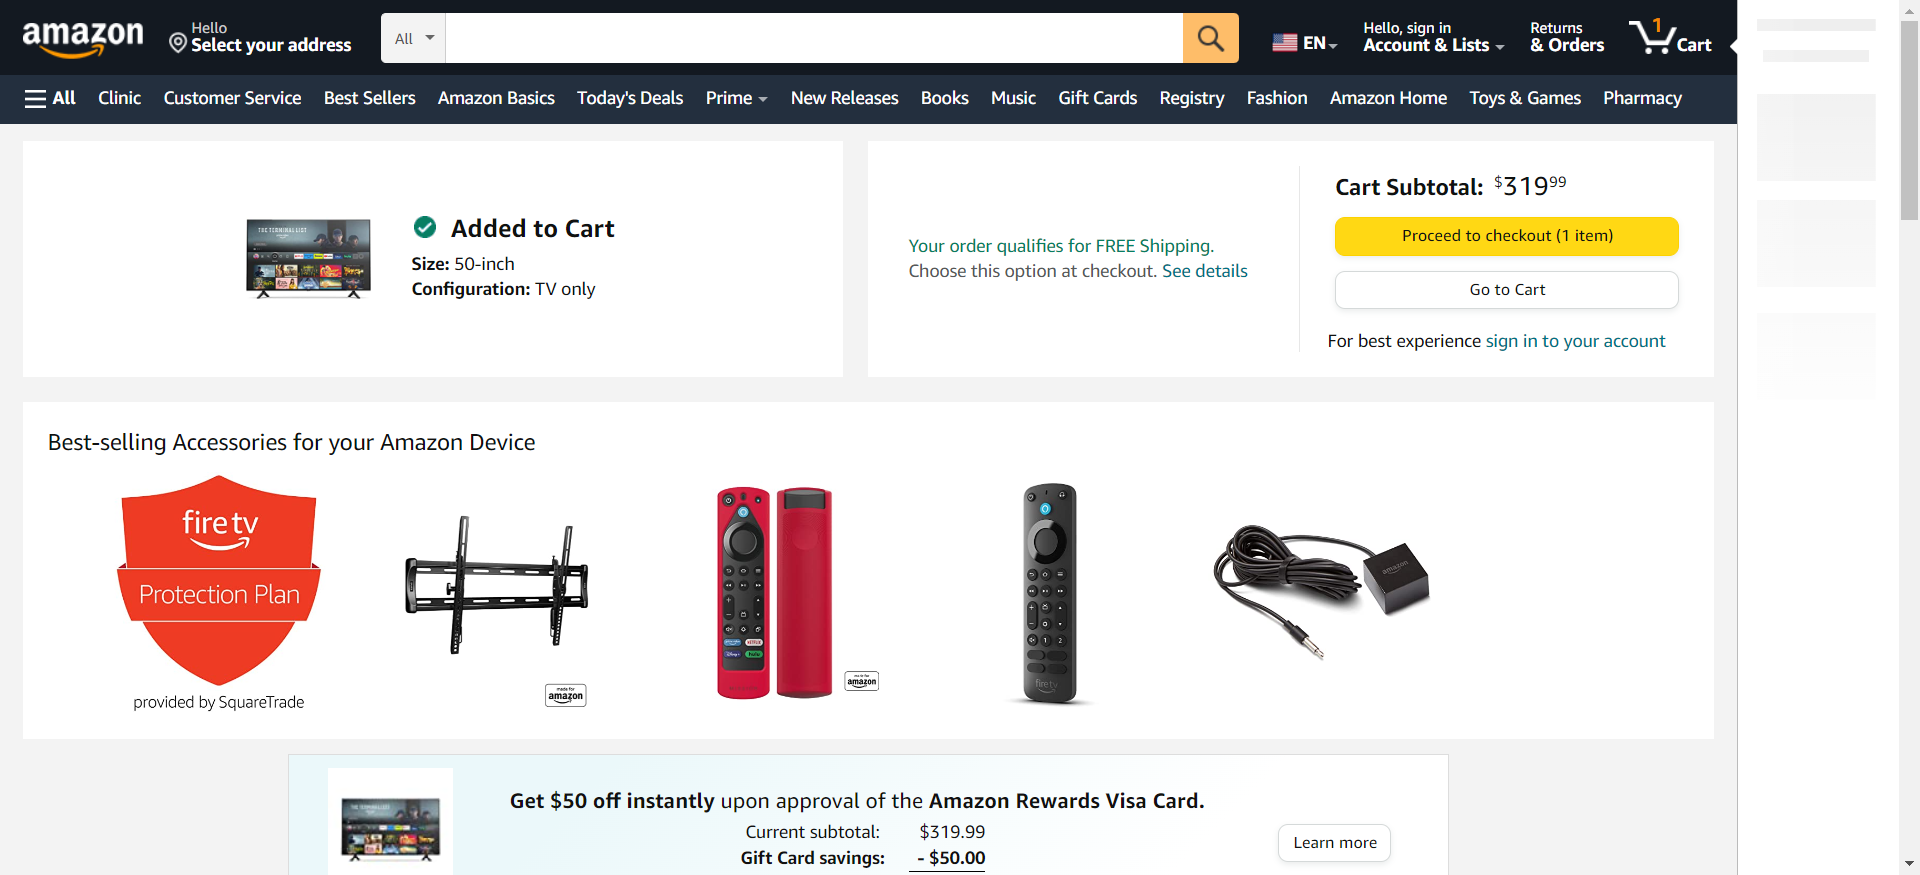 amazon
Hello
Select your address
All
EN
Hello, sign in
Account & Lists
Returns
& Orders
1
Cart
All
Clinic
Customer Service
Best Sellers
Amazon Basics
Today's Deals
Prime
New Releases
Books
Music
Gift Cards
Registry
Fashion
Amazon Home
Toys & Games
Pharmacy
THE TERMINAL LIST
Added to Cart
Size: 50-inch
Configuration: TV only
Your order qualifies for FREE Shipping.
Choose this option at checkout. See details
Cart Subtotal: $319.99
Proceed to checkout (1 item)
Go to Cart
For best experience sign in to your account
Best-selling Accessories for your Amazon Device
fire tv
Protection Plan
provided by SquareTrade
made for
amazon
made for
amazon
fire tv
amazon
Get $50 off instantly upon approval of the Amazon Rewards Visa Card.
Current subtotal: $319.99
Gift Card savings: - $50.00
Learn more